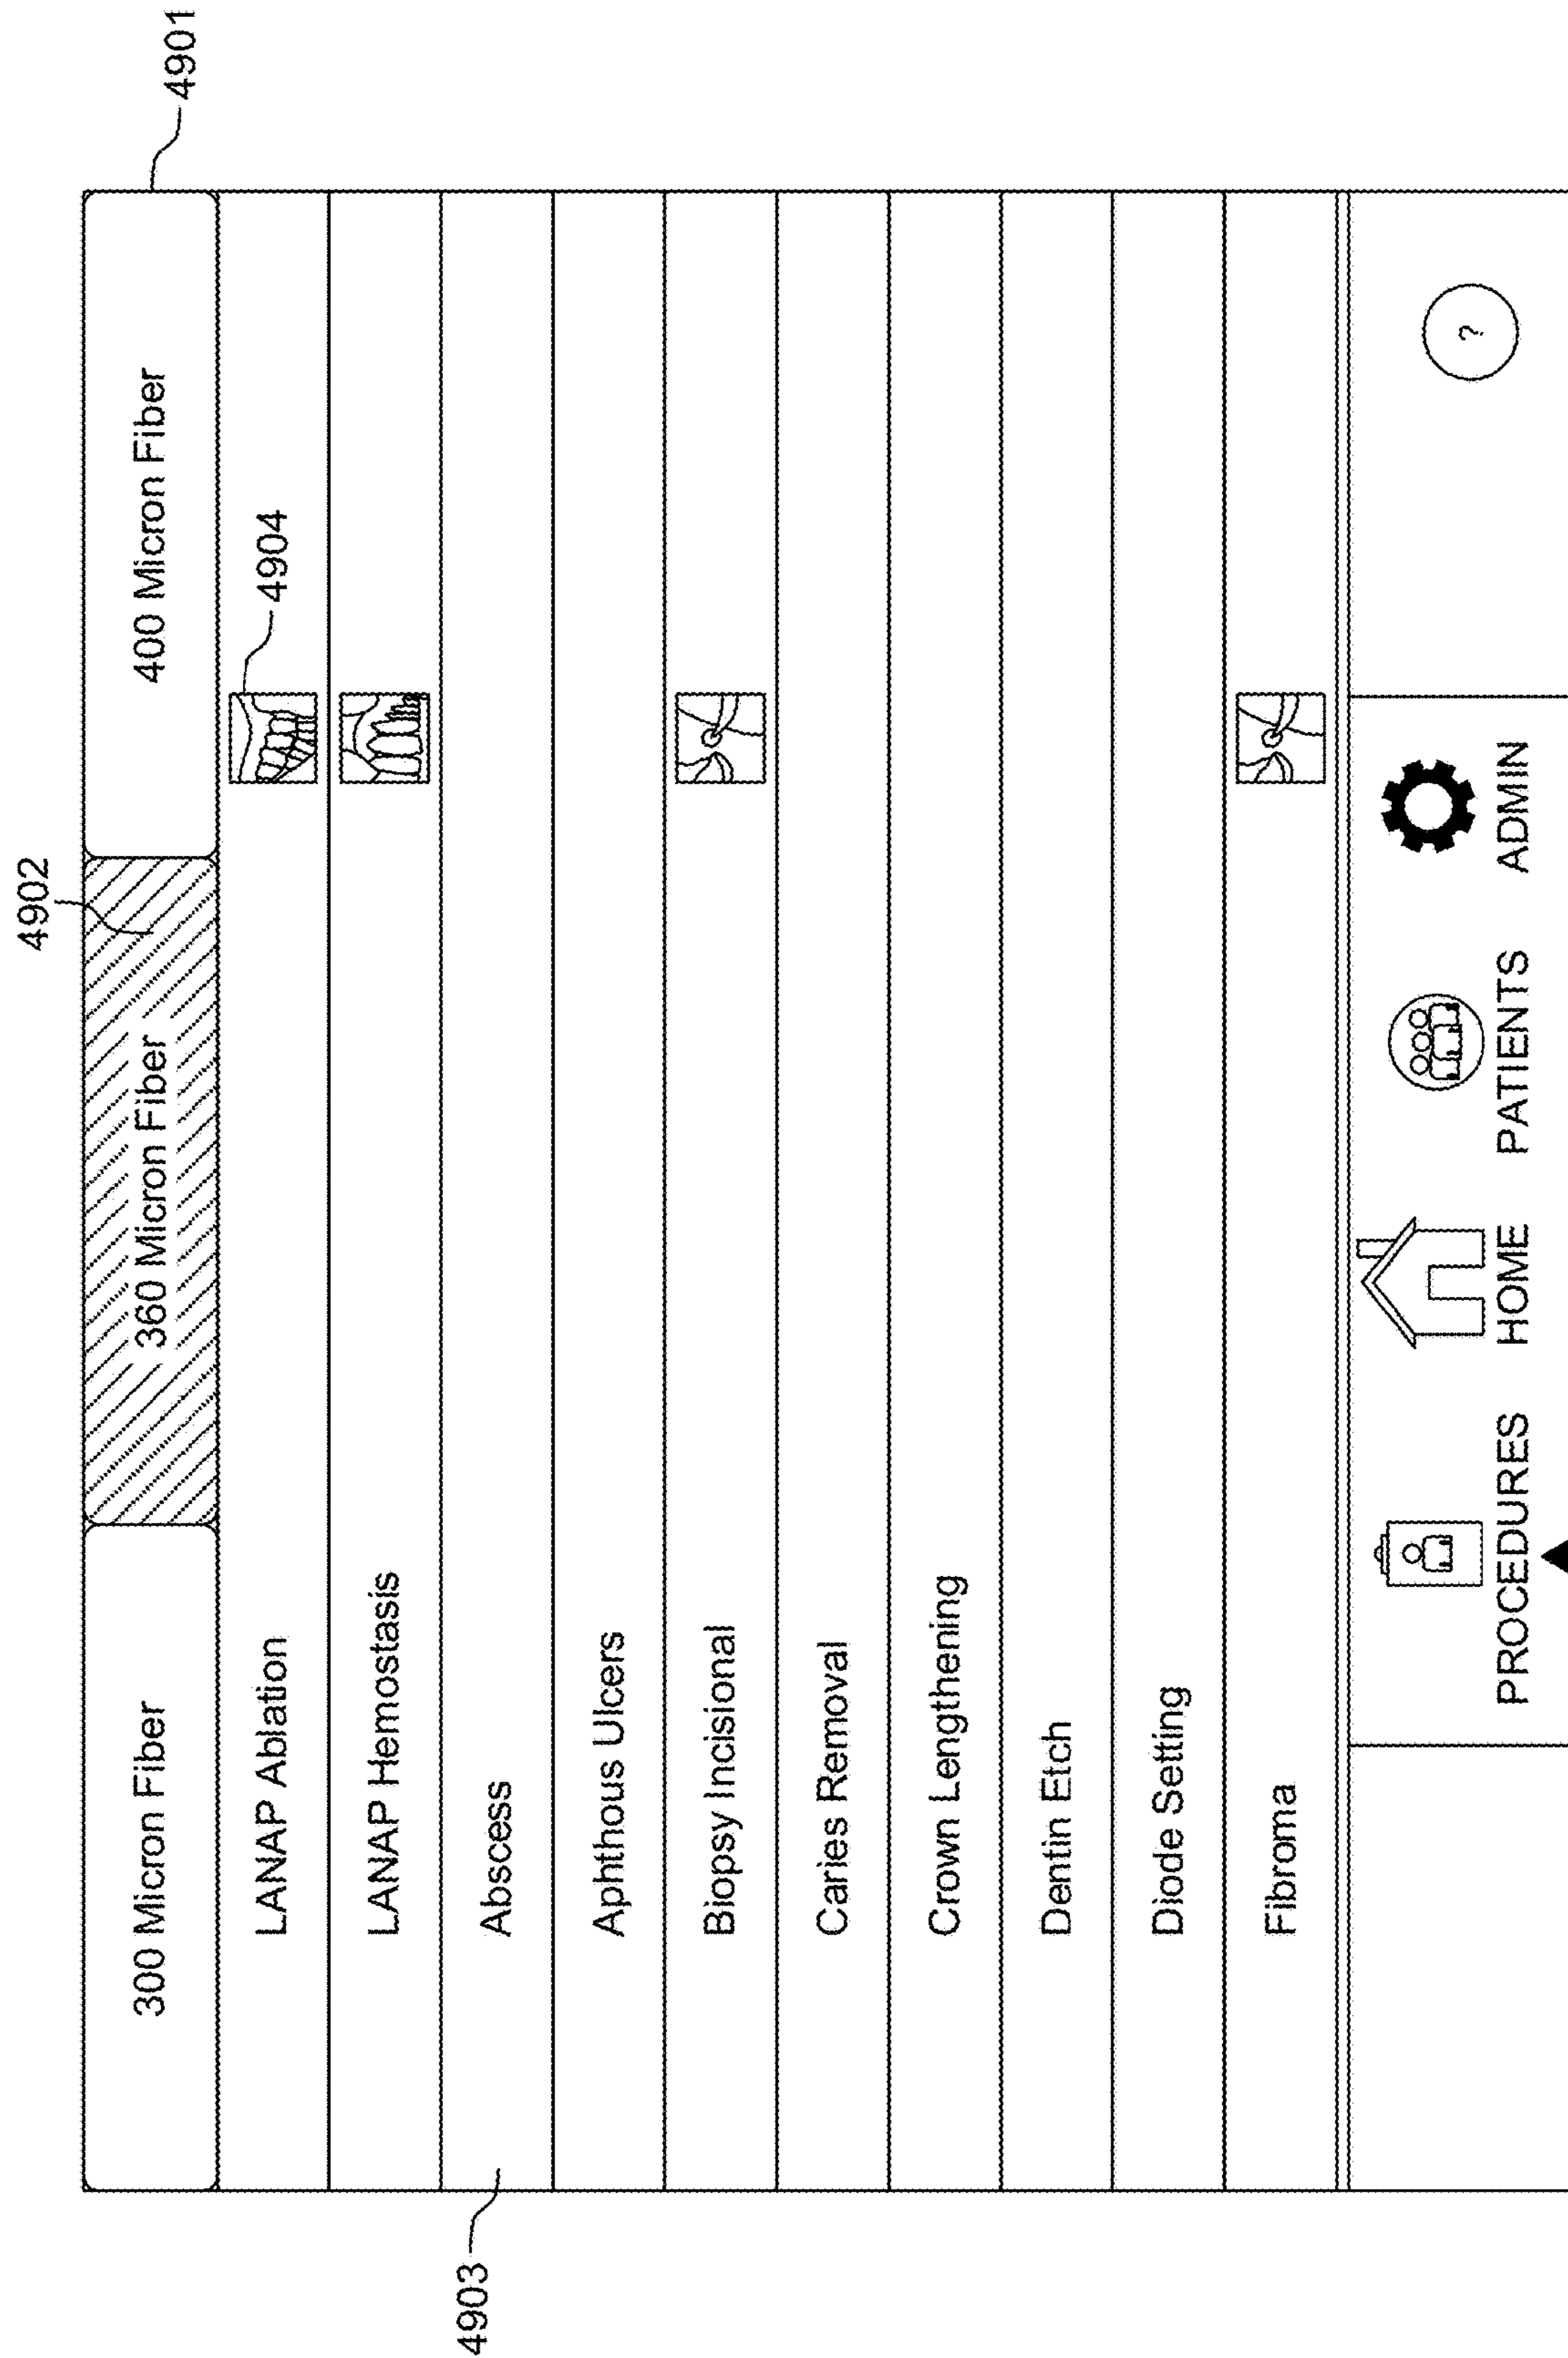 4902
4901
300 Micron Fiber
360 Micron Fiber
400 Micron Fiber
LANAP Ablation
4904
LANAP Hemostasis
4903
Abscess
Aphthous Ulcers
Biopsy Incisional
Caries Removal
Crown Lengthening
Dentin Etch
Diode Setting
Fibroma
?
PROCEDURES
HOME
PATIENTS
ADMIN